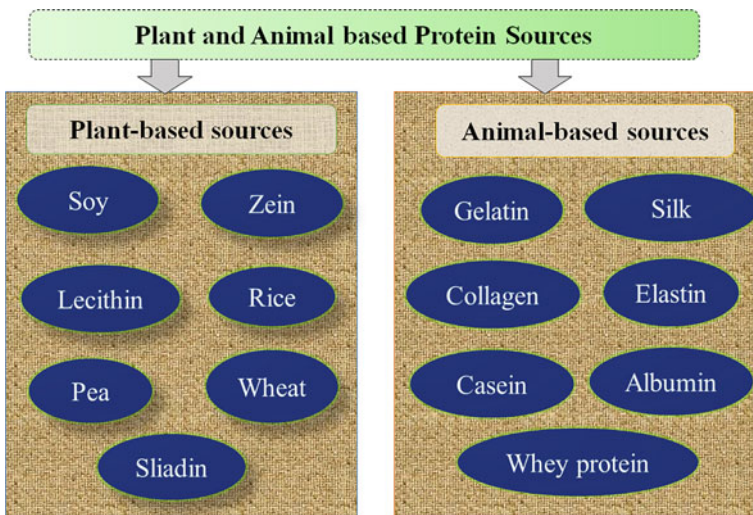 Plant and Animal based Protein Sources
Plant-based sources
Soy
Zein
Lecithin
Rice
Pea
Wheat
Sliadin
Animal-based sources
Gelatin
Silk
Collagen
Elastin
Casein
Albumin
Whey protein